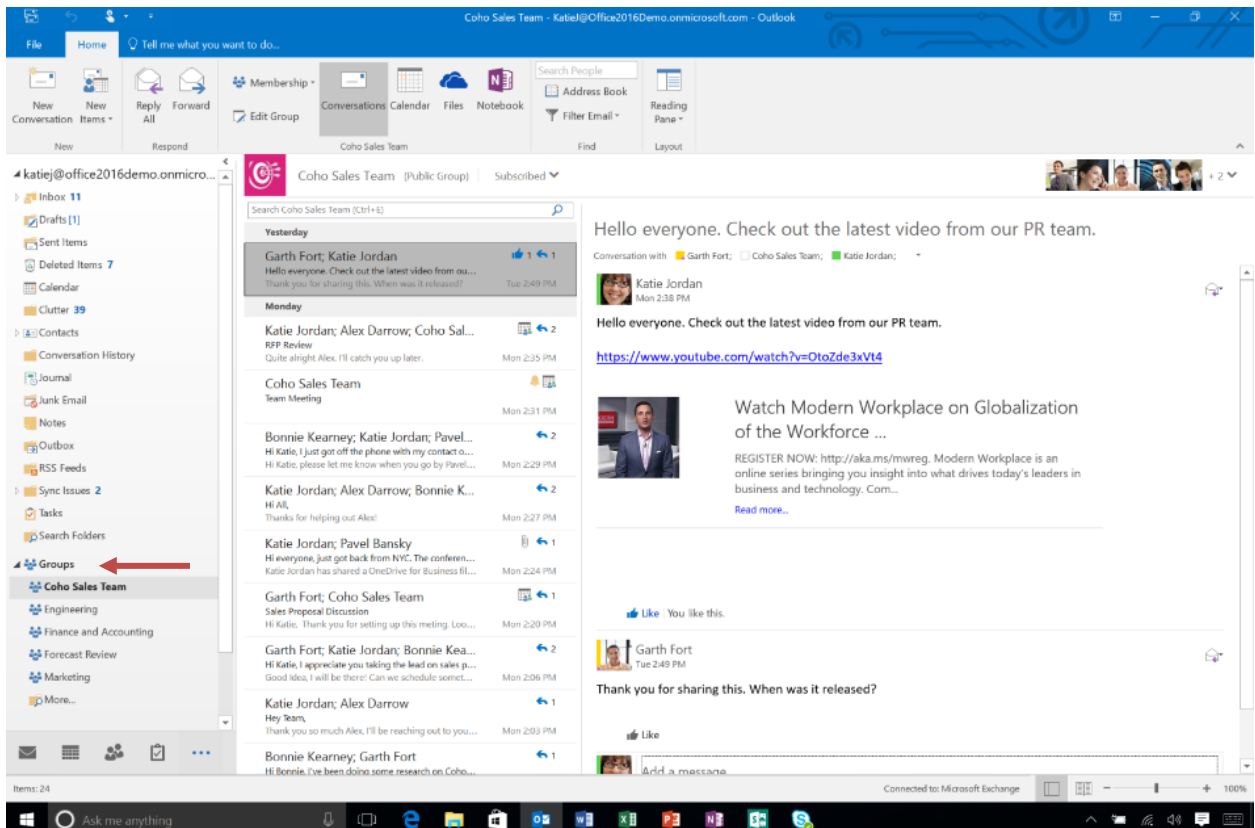 Coho Sales Team - KatieJ@Office2016Demo.onmicrosoft.com - Outlook
File Home Tell me what you want to do...
New Conversation
New Items
Reply All
Forward
Membership
Edit Group
Conversations Calendar Files Notebook
Search People
Address Book
Filter Email
Reading Pane
New Respond Coho Sales Team Find Layout
katiej@office2016demo.onmicro...
Inbox 11
Drafts [1]
Sent Items
Deleted Items 7
Calendar
Clutter 39
Contacts
Conversation History
Journal
Junk Email
Notes
Outbox
RSS Feeds
Sync Issues 2
Tasks
Search Folders
Groups
Coho Sales Team
Engineering
Finance and Accounting
Forecast Review
Marketing
More...
Coho Sales Team (Public Group) Subscribed
+ 2
Search Coho Sales Team (Ctrl+E)
Yesterday
Garth Fort; Katie Jordan 1 1
Hello everyone. Check out the latest video from ou...
Thank you for sharing this. When was it released? Tue 2:49 PM
Monday
Katie Jordan; Alex Darrow; Coho Sal... 2
RFP Review
Quite alright Alex. I'll catch you up later. Mon 2:35 PM
Coho Sales Team
Team Meeting
Mon 2:31 PM
Bonnie Kearney; Katie Jordan; Pavel... 2
Hi Katie, I just got off the phone with my contact o...
Hi Katie, please let me know when you go by Pavel... Mon 2:29 PM
Katie Jordan; Alex Darrow; Bonnie K... 2
Hi All,
Thanks for helping out Alex! Mon 2:27 PM
Katie Jordan; Pavel Bansky 1
Hi everyone, just got back from NYC. The conferen...
Katie Jordan has shared a OneDrive for Business fil... Mon 2:24 PM
Garth Fort; Coho Sales Team 1
Sales Proposal Discussion
Hi Katie, Thank you for setting up this meting. Loo... Mon 2:20 PM
Garth Fort; Katie Jordan; Bonnie Kea... 2
Hi Katie, I appreciate you taking the lead on sales p...
Good Idea, I will be there! Can we schedule somet... Mon 2:06 PM
Katie Jordan; Alex Darrow 1
Hey Team,
Thank you so much Alex, I'll be reaching out to you... Mon 2:03 PM
Bonnie Kearney; Garth Fort 1
Hi Bonnie, I've been doing some research on Coho...
Hello everyone. Check out the latest video from our PR team.
Conversation with Garth Fort; Coho Sales Team; Katie Jordan;
Katie Jordan
Mon 2:38 PM
Hello everyone. Check out the latest video from our PR team.
https://www.youtube.com/watch?v=OtoZde3xVt4
Watch Modern Workplace on Globalization
of the Workforce ...
REGISTER NOW: http://aka.ms/mwreg. Modern Workplace is an
online series bringing you insight into what drives today's leaders in
business and technology. Com...
Read more...
Like You like this.
Garth Fort
Tue 2:49 PM
Thank you for sharing this. When was it released?
Like
Add a message
Items: 24 Connected to: Microsoft Exchange 100%
Ask me anything